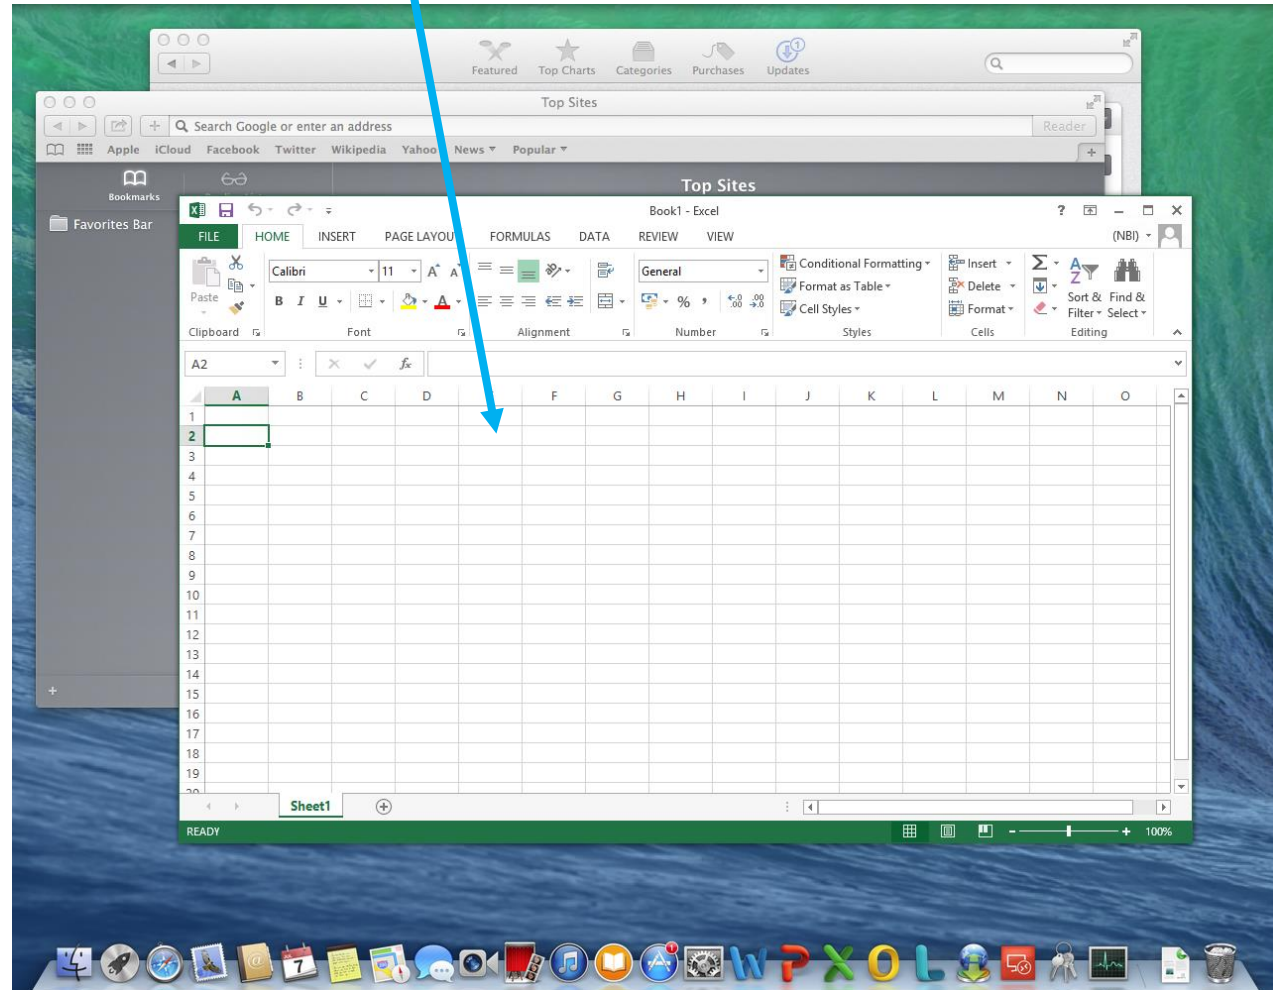 Featured Top Charts Categories Purchases Updates
1
Top Sites
Search Google or enter an address
Reader
Apple iCloud Facebook Twitter Wikipedia Yahoo News Popular
Bookmarks
Top Sites
Favorites Bar
Book1 - Excel
FILE HOME INSERT PAGE LAYOU FORMULAS DATA REVIEW VIEW (NBI)
Calibri 11 A A General Conditional Formatting Insert
Paste Format as Table Delete Sort & Find &
B I U A % , Cell Styles Format Filter Select
Clipboard Font Alignment Number Styles Cells Editing
A2 fx
A B C D F G H I J K L M N O
1
2
3
4
5
6
7
8
9
10
11
12
13
14
15
16
17
18
19
Sheet1
READY 100%
7
1
W P X O L